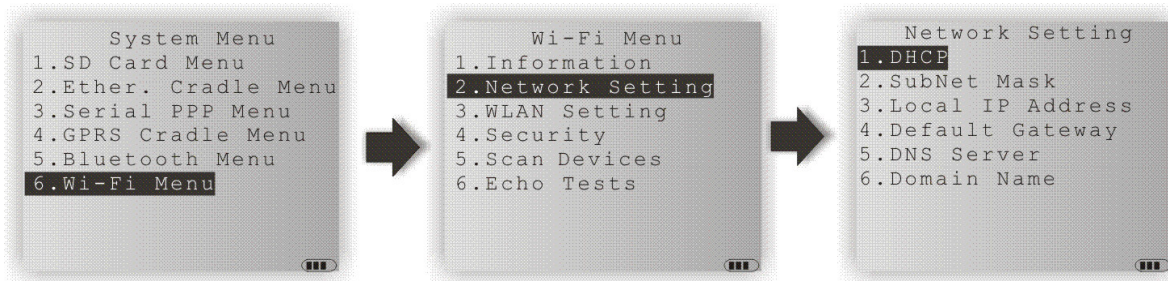 System Menu
1.SD Card Menu
2.Ether. Cradle Menu
3.Serial PPP Menu
4.GPRS Cradle Menu
5.Bluetooth Menu
6.Wi-Fi Menu
Wi-Fi Menu
1.Information
2.Network Setting
3.WLAN Setting
4.Security
5.Scan Devices
6.Echo Tests
Network Setting
1.DHCP
2.SubNet Mask
3.Local IP Address
4.Default Gateway
5.DNS Server
6.Domain Name